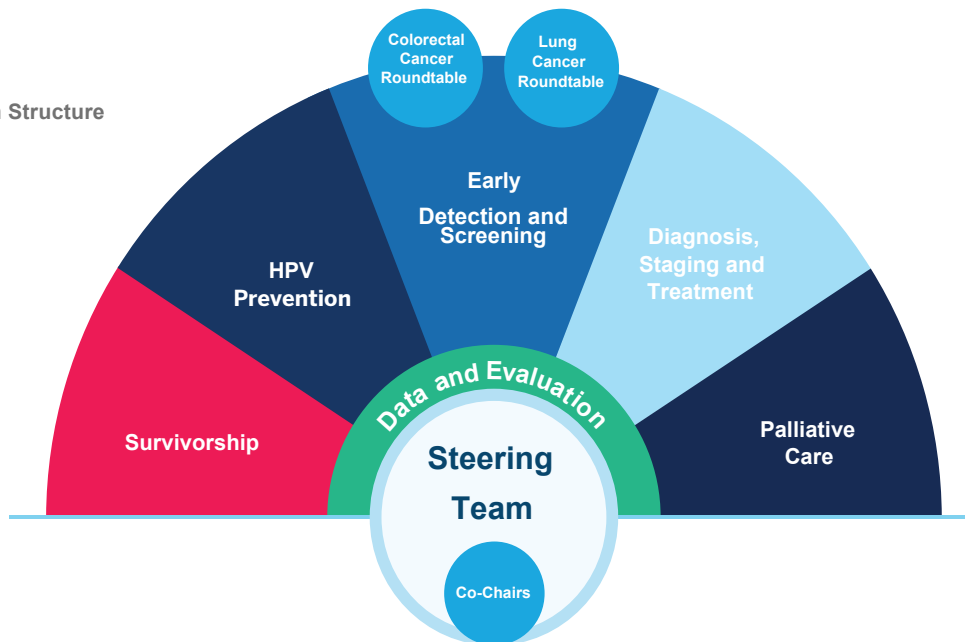 Structure
Colorectal
Cancer
Roundtable
Lung
Cancer
Roundtable
Early
Detection and
Screening
HPV
Prevention
Diagnosis,
Staging and
Treatment
Survivorship
Palliative
Care
Data and Evaluation
Steering
Team
Co-Chairs